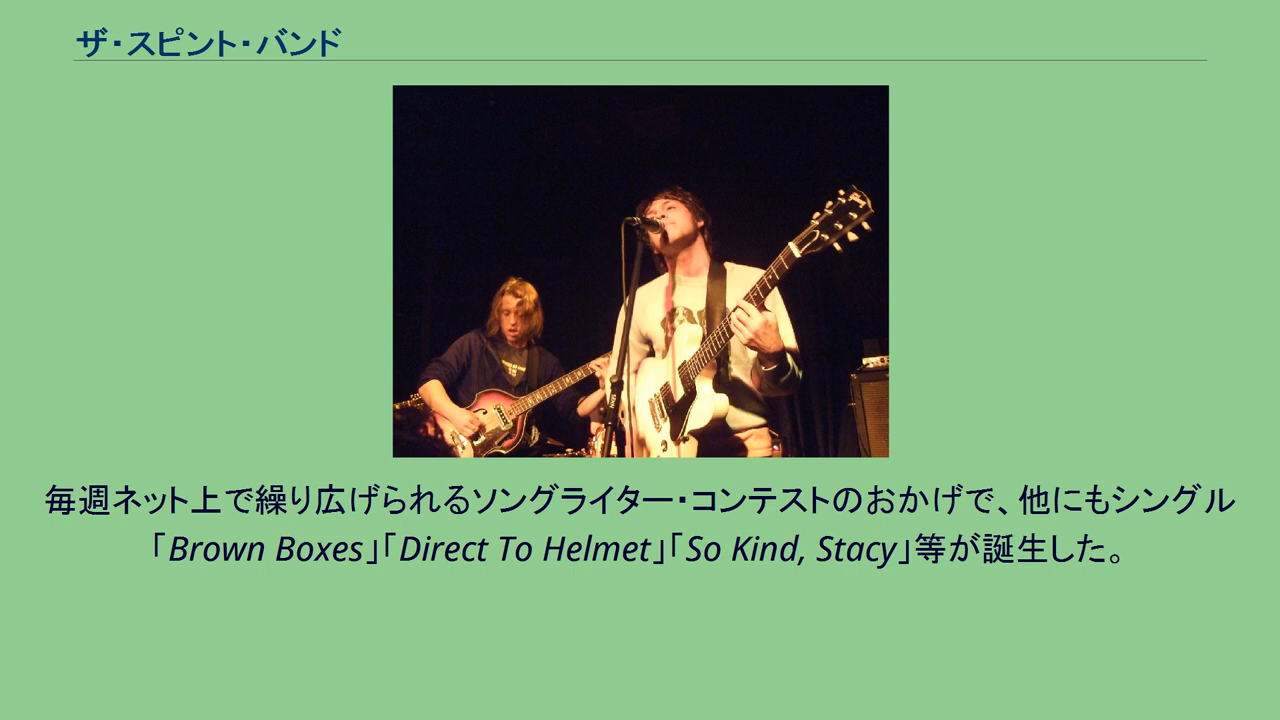 ザ・スピント・バンド
毎週ネット上で繰り広げられるソングライター・コンテストのおかげで、他にもシングル
「Brown Boxes」「Direct To Helmet」「So Kind, Stacy」等が誕生した。